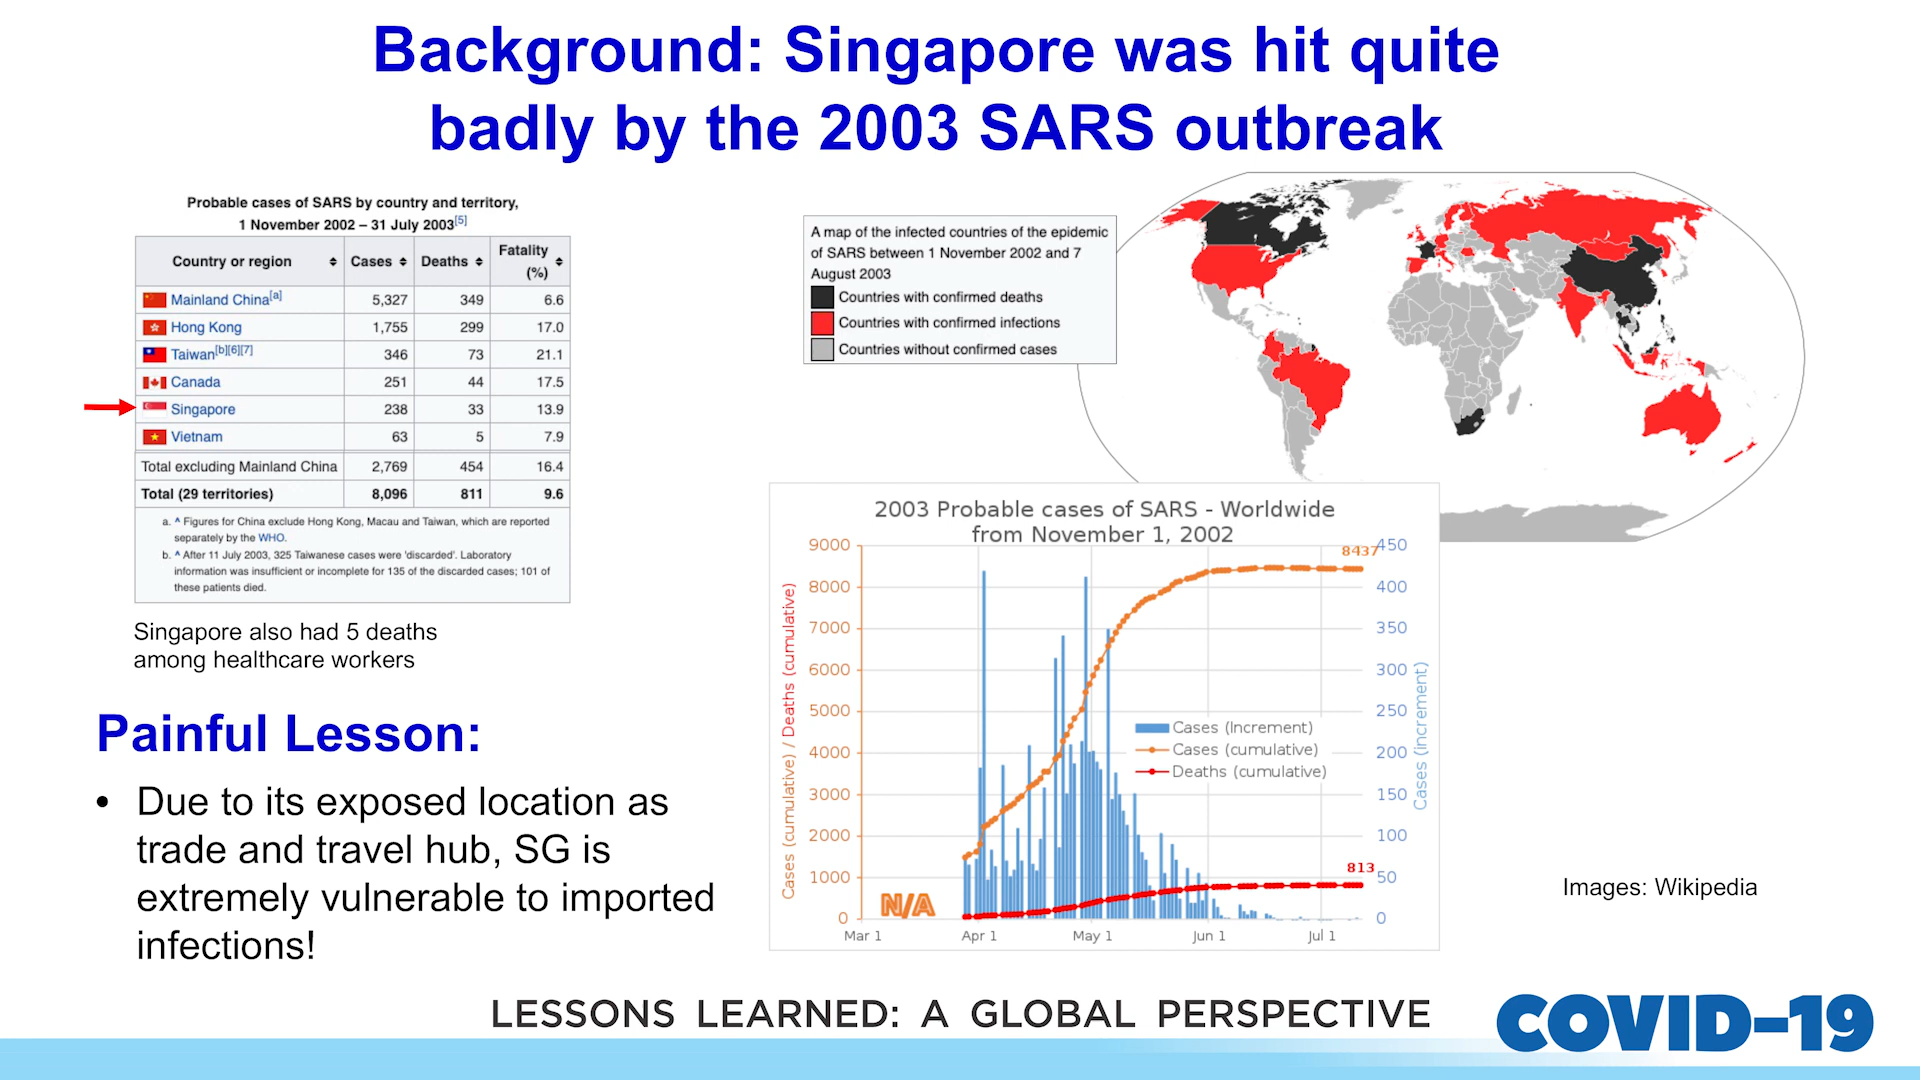 Background: Singapore was hit quite
badly by the 2003 SARS outbreak
Probable cases of SARS by country and territory,
1 November 2002 – 31 July 2003[5]
Country or region Cases Deaths Fatality (%)
Mainland China[a] 5,327 349 6.6
Hong Kong 1,755 299 17.0
Taiwan[b][6][7] 346 73 21.1
Canada 251 44 17.5
Singapore 238 33 13.9
Vietnam 63 5 7.9
Total excluding Mainland China 2,769 454 16.4
Total (29 territories) 8,096 811 9.6
a. ^ Figures for China exclude Hong Kong, Macau and Taiwan, which are reported
separately by the WHO.
b. ^ After 11 July 2003, 325 Taiwanese cases were 'discarded'. Laboratory
information was insufficient or incomplete for 135 of the discarded cases; 101 of
these patients died.
Singapore also had 5 deaths
among healthcare workers
Painful Lesson:
• Due to its exposed location as
trade and travel hub, SG is
extremely vulnerable to imported
infections!
A map of the infected countries of the epidemic
of SARS between 1 November 2002 and 7
August 2003
Countries with confirmed deaths
Countries with confirmed infections
Countries without confirmed cases
2003 Probable cases of SARS - Worldwide
from November 1, 2002
Cases (cumulative) / Deaths (cumulative)
9000
8000
7000
6000
5000
4000
3000
2000
1000
0
N/A
8437
813
Cases (Increment)
Cases (cumulative)
Deaths (cumulative)
450
400
350
300
250
200
150
100
50
0
Cases (increment)
Mar 1 Apr 1 May 1 Jun 1 Jul 1
Images: Wikipedia
LESSONS LEARNED: A GLOBAL PERSPECTIVE
COVID-19